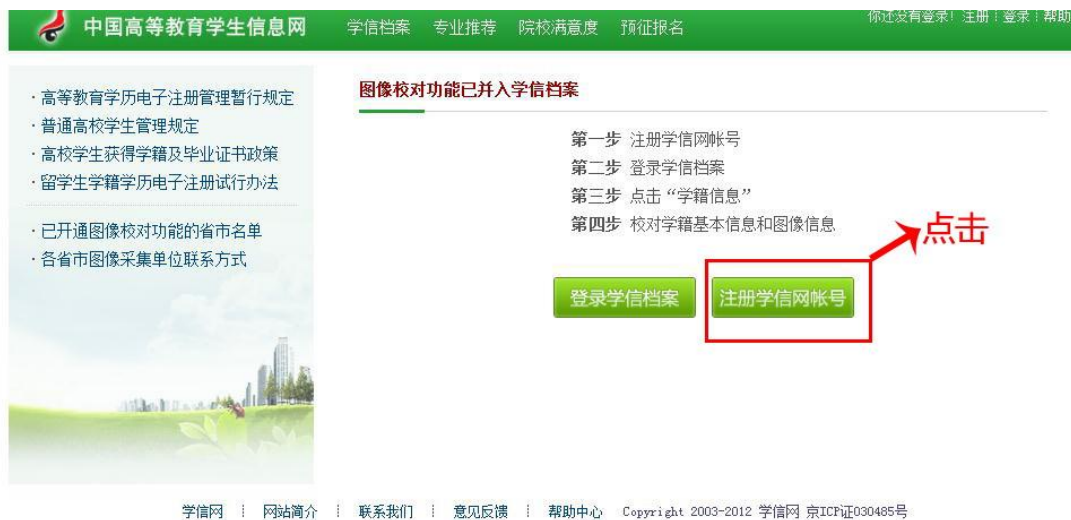 中国高等教育学生信息网 学信档案 专业推荐 院校满意度 预征报名 你还没有登录! 注册 | 登录 | 帮助
·高等教育学历电子注册管理暂行规定
·普通高校学生管理规定
·高校学生获得学籍及毕业证书政策
·留学生学籍学历电子注册试行办法
·已开通图像校对功能的省市名单
·各省市图像采集单位联系方式
图像校对功能已并入学信档案
第一步 注册学信网帐号
第二步 登录学信档案
第三步 点击“学籍信息”
第四步 校对学籍基本信息和图像信息
点击
登录学信档案 注册学信网帐号
学信网 | 网站简介 | 联系我们 | 意见反馈 | 帮助中心 Copyright 2003-2012 学信网 京ICP证030485号